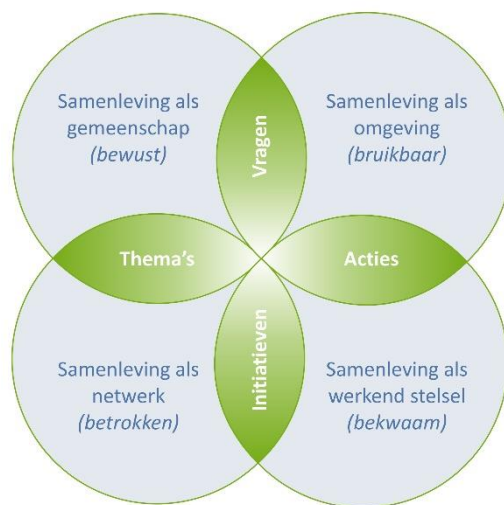 Samenleving als
gemeenschap
(bewust)
Vragen
Samenleving als
omgeving
(bruikbaar)
Thema's
Acties
Samenleving als
netwerk
(betrokken)
Initiatieven
Samenleving als
werkend stelsel
(bekwaam)